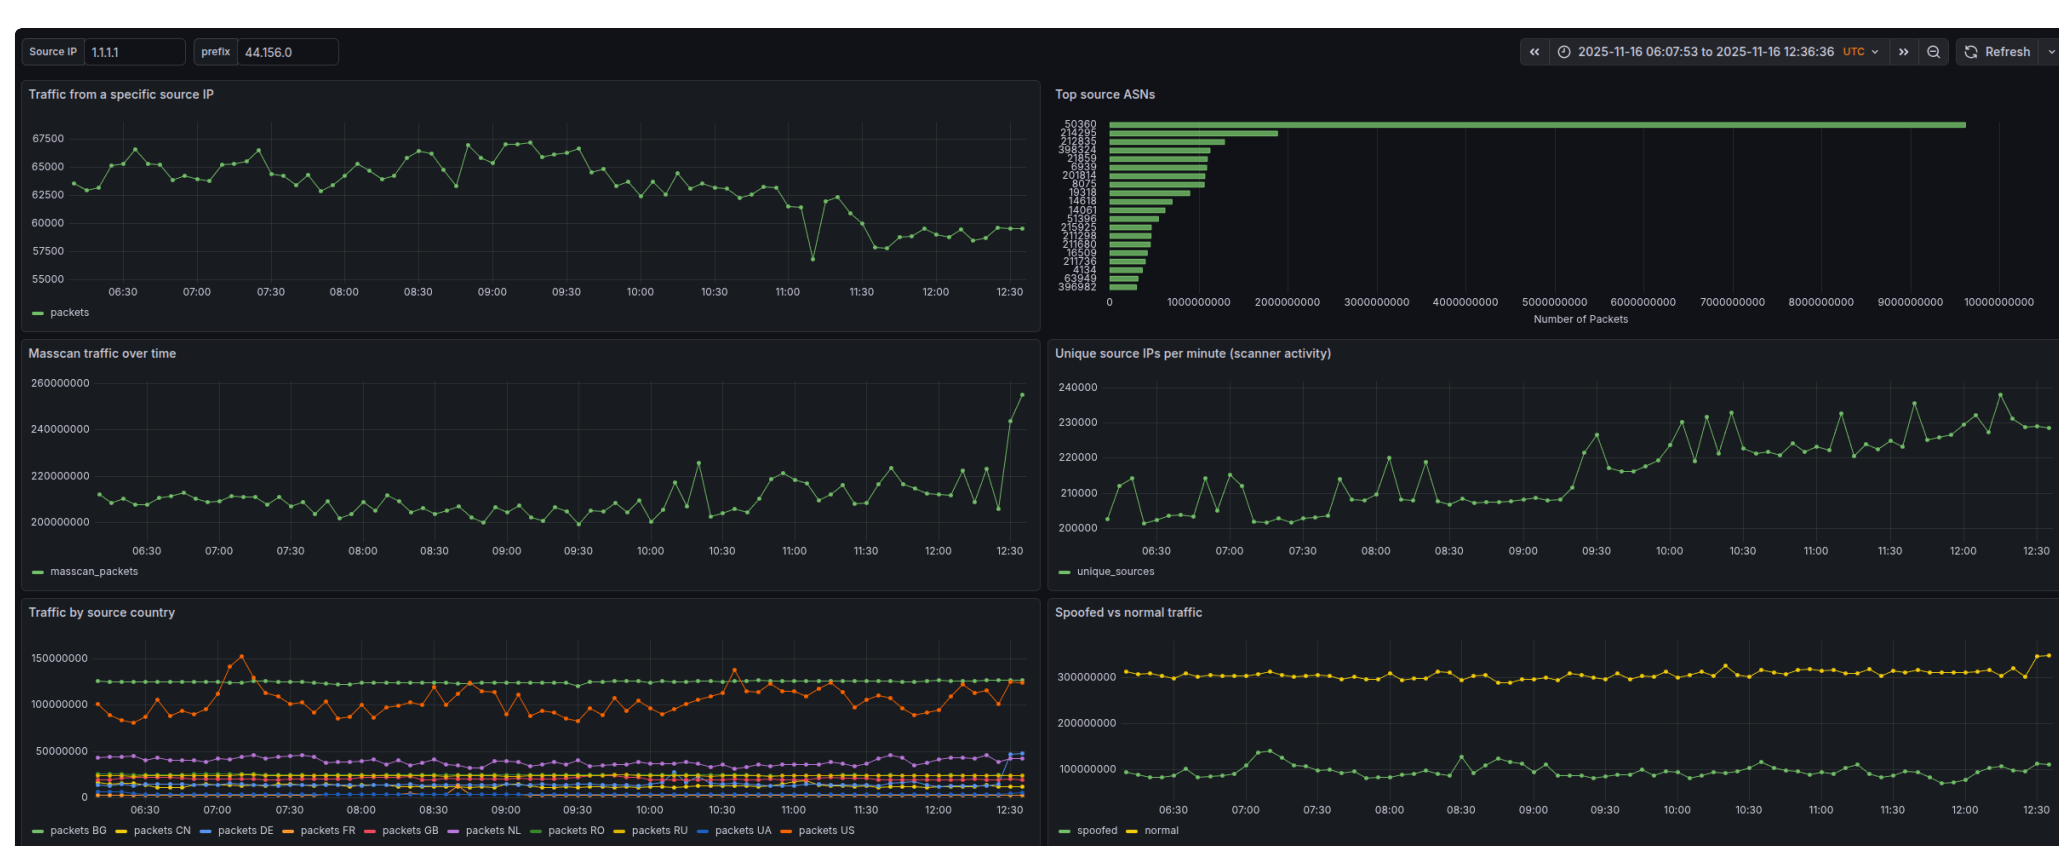 Source IP 1.1.1.1 prefix 44.156.0
2025-11-16 06:07:53 to 2025-11-16 12:36:36 UTC Refresh
Traffic from a specific source IP
67500
65000
62500
60000
57500
55000
06:30 07:00 07:30 08:00 08:30 09:00 09:30 10:00 10:30 11:00 11:30 12:00 12:30
packets
Top source ASNs
50360
214295
212835
398324
21859
6939
201814
8075
19318
14618
14061
51396
215925
211298
211680
16509
211736
4134
63949
396982
0 1000000000 2000000000 3000000000 4000000000 5000000000 6000000000 7000000000 8000000000 9000000000 10000000000
Number of Packets
Masscan traffic over time
260000000
240000000
220000000
200000000
06:30 07:00 07:30 08:00 08:30 09:00 09:30 10:00 10:30 11:00 11:30 12:00 12:30
masscan_packets
Unique source IPs per minute (scanner activity)
240000
230000
220000
210000
200000
06:30 07:00 07:30 08:00 08:30 09:00 09:30 10:00 10:30 11:00 11:30 12:00 12:30
unique_sources
Traffic by source country
150000000
100000000
50000000
0
06:30 07:00 07:30 08:00 08:30 09:00 09:30 10:00 10:30 11:00 11:30 12:00 12:30
packets BG packets CN packets DE packets FR packets GB packets NL packets RO packets RU packets UA packets US
Spoofed vs normal traffic
300000000
200000000
100000000
06:30 07:00 07:30 08:00 08:30 09:00 09:30 10:00 10:30 11:00 11:30 12:00 12:30
spoofed normal